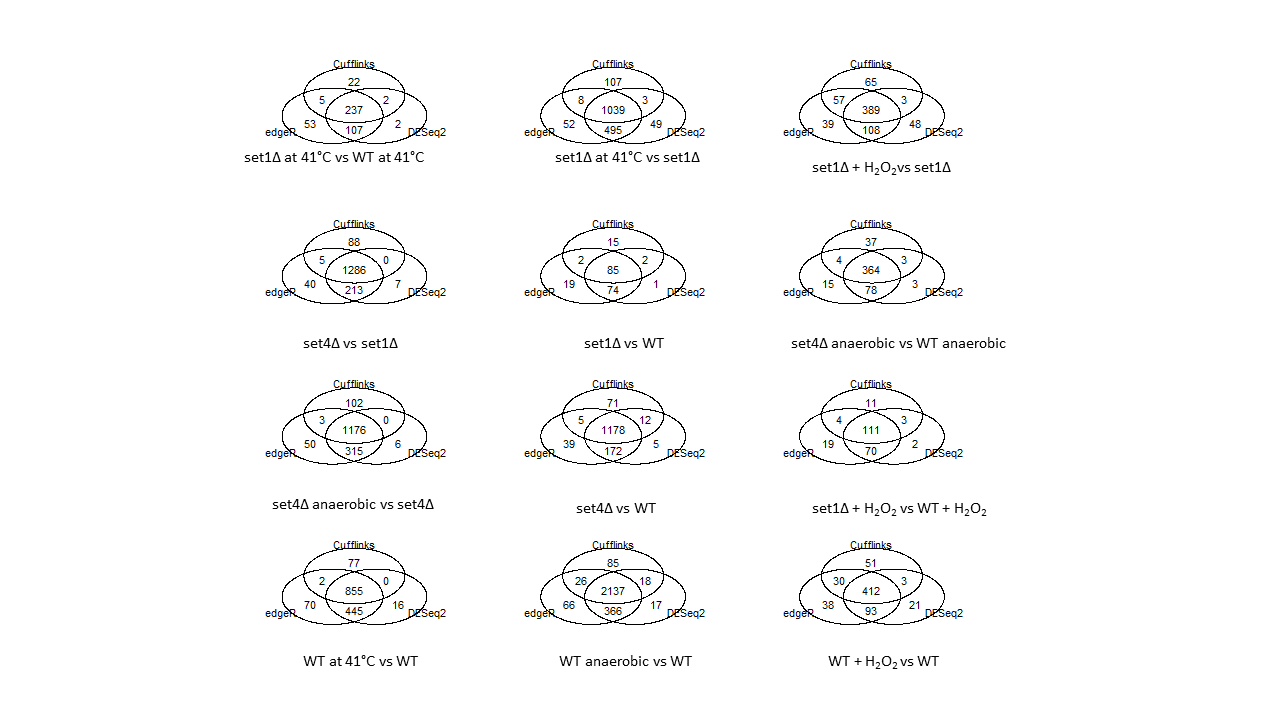 Cufflinks
22
5
2
237
53
107
2
edgeR
DESeq2
set1Δ at 41°C vs WT at 41°C
Cufflinks
107
8
3
1039
52
495
49
edgeR
DESeq2
set1Δ at 41°C vs set1Δ
Cufflinks
65
57
3
389
39
108
48
edgeR
DESeq2
set1Δ + H₂O₂vs set1Δ
Cufflinks
88
5
0
1286
40
213
7
edgeR
DESeq2
set4Δ vs set1Δ
Cufflinks
15
2
2
85
19
74
1
edgeR
DESeq2
set1Δ vs WT
Cufflinks
37
4
3
364
15
78
3
edgeR
DESeq2
set4Δ anaerobic vs WT anaerobic
Cufflinks
102
3
0
1176
50
315
6
edgeR
DESeq2
set4Δ anaerobic vs set4Δ
Cufflinks
71
5
12
1178
39
172
5
edgeR
DESeq2
set4Δ vs WT
Cufflinks
11
4
3
111
19
70
2
edgeR
DESeq2
set1Δ + H₂O₂ vs WT + H₂O₂
Cufflinks
77
2
0
855
70
445
16
edgeR
DESeq2
WT at 41°C vs WT
Cufflinks
85
26
18
2137
66
366
17
edgeR
DESeq2
WT anaerobic vs WT
Cufflinks
51
30
3
412
38
93
21
edgeR
DESeq2
WT + H₂O₂ vs WT